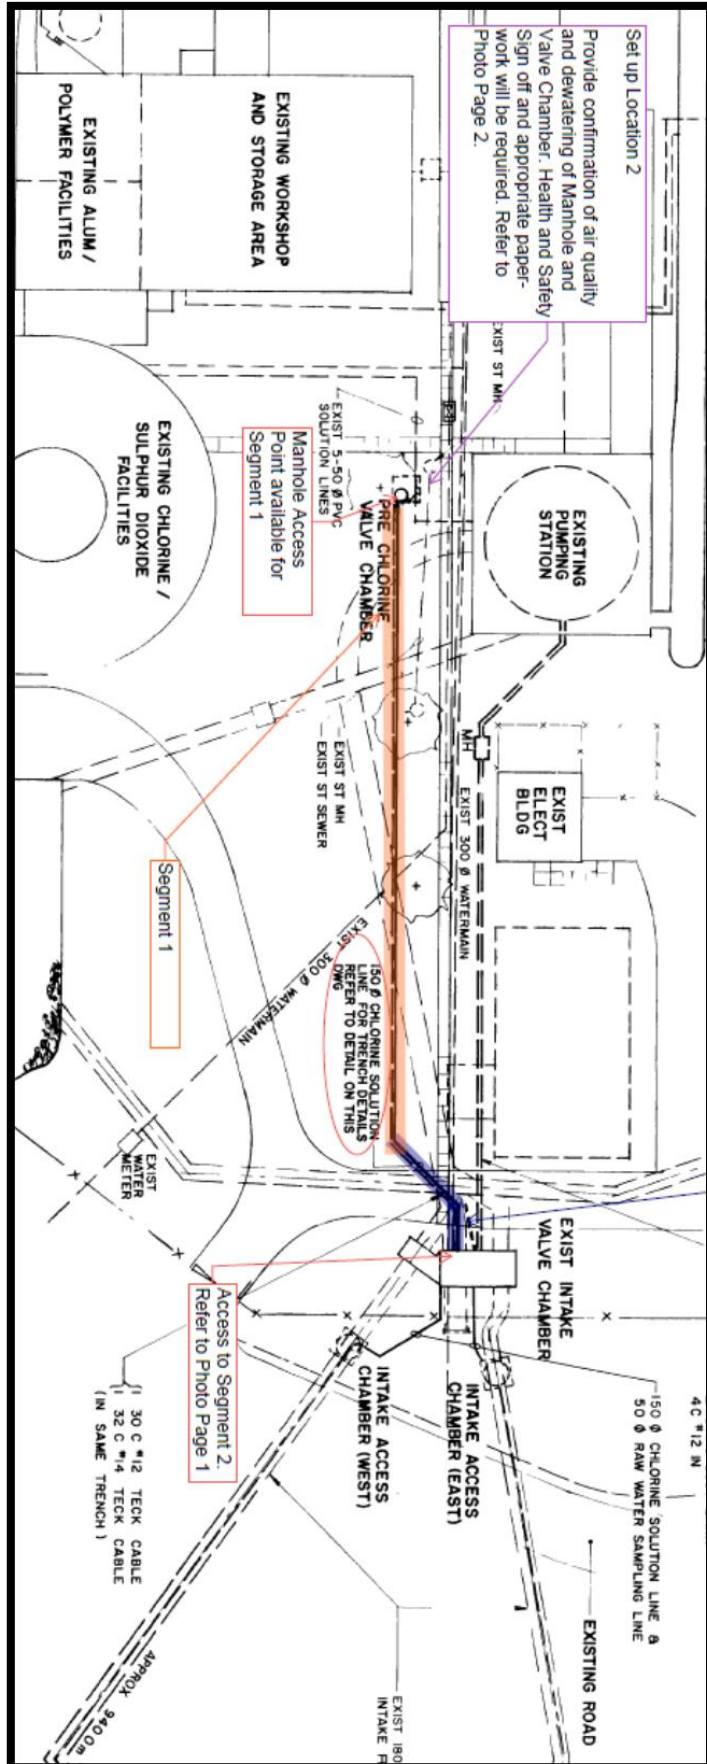 Set up Location 2
Provide confirmation of air quality
and dewatering of Manhole and
Valve Chamber. Health and Safety
Sign off and appropriate paper-
work will be required. Refer to
Photo Page 2.
EXISTING WORKSHOP
AND STORAGE AREA
EXISTING ALUM /
POLYMER FACILITIES
EXIST ST MH
EXIST 5-50 Ø PVC
SOLUTION LINES
Manhole Access
Point available for
Segment 1
EXISTING CHLORINE /
SULPHUR DIOXIDE
FACILITIES
PRE CHLORINE
VALVE CHAMBER
EXISTING
PUMPING
STATION
MH
EXIST
ELECT
BLDG
EXIST 300 Ø WATERMAIN
EXIST ST MH
EXIST ST SEWER
Segment 1
EXIST 300 Ø WATERMAIN
150 Ø CHLORINE SOLUTION
LINE FOR TRENCH DETAILS
REFER TO DETAIL ON THIS
DWG
EXIST
WATER
METER
EXIST INTAKE
VALVE CHAMBER
Access to Segment 2.
Refer to Photo Page 1
INTAKE ACCESS
CHAMBER (EAST)
INTAKE ACCESS
CHAMBER (WEST)
4C #12 IN
150 Ø CHLORINE SOLUTION LINE &
50 Ø RAW WATER SAMPLING LINE
30 C #12 TECK CABLE
32 C #14 TECK CABLE
(IN SAME TRENCH)
EXISTING ROAD
APPROX 940m
EXIST 180
INTAKE